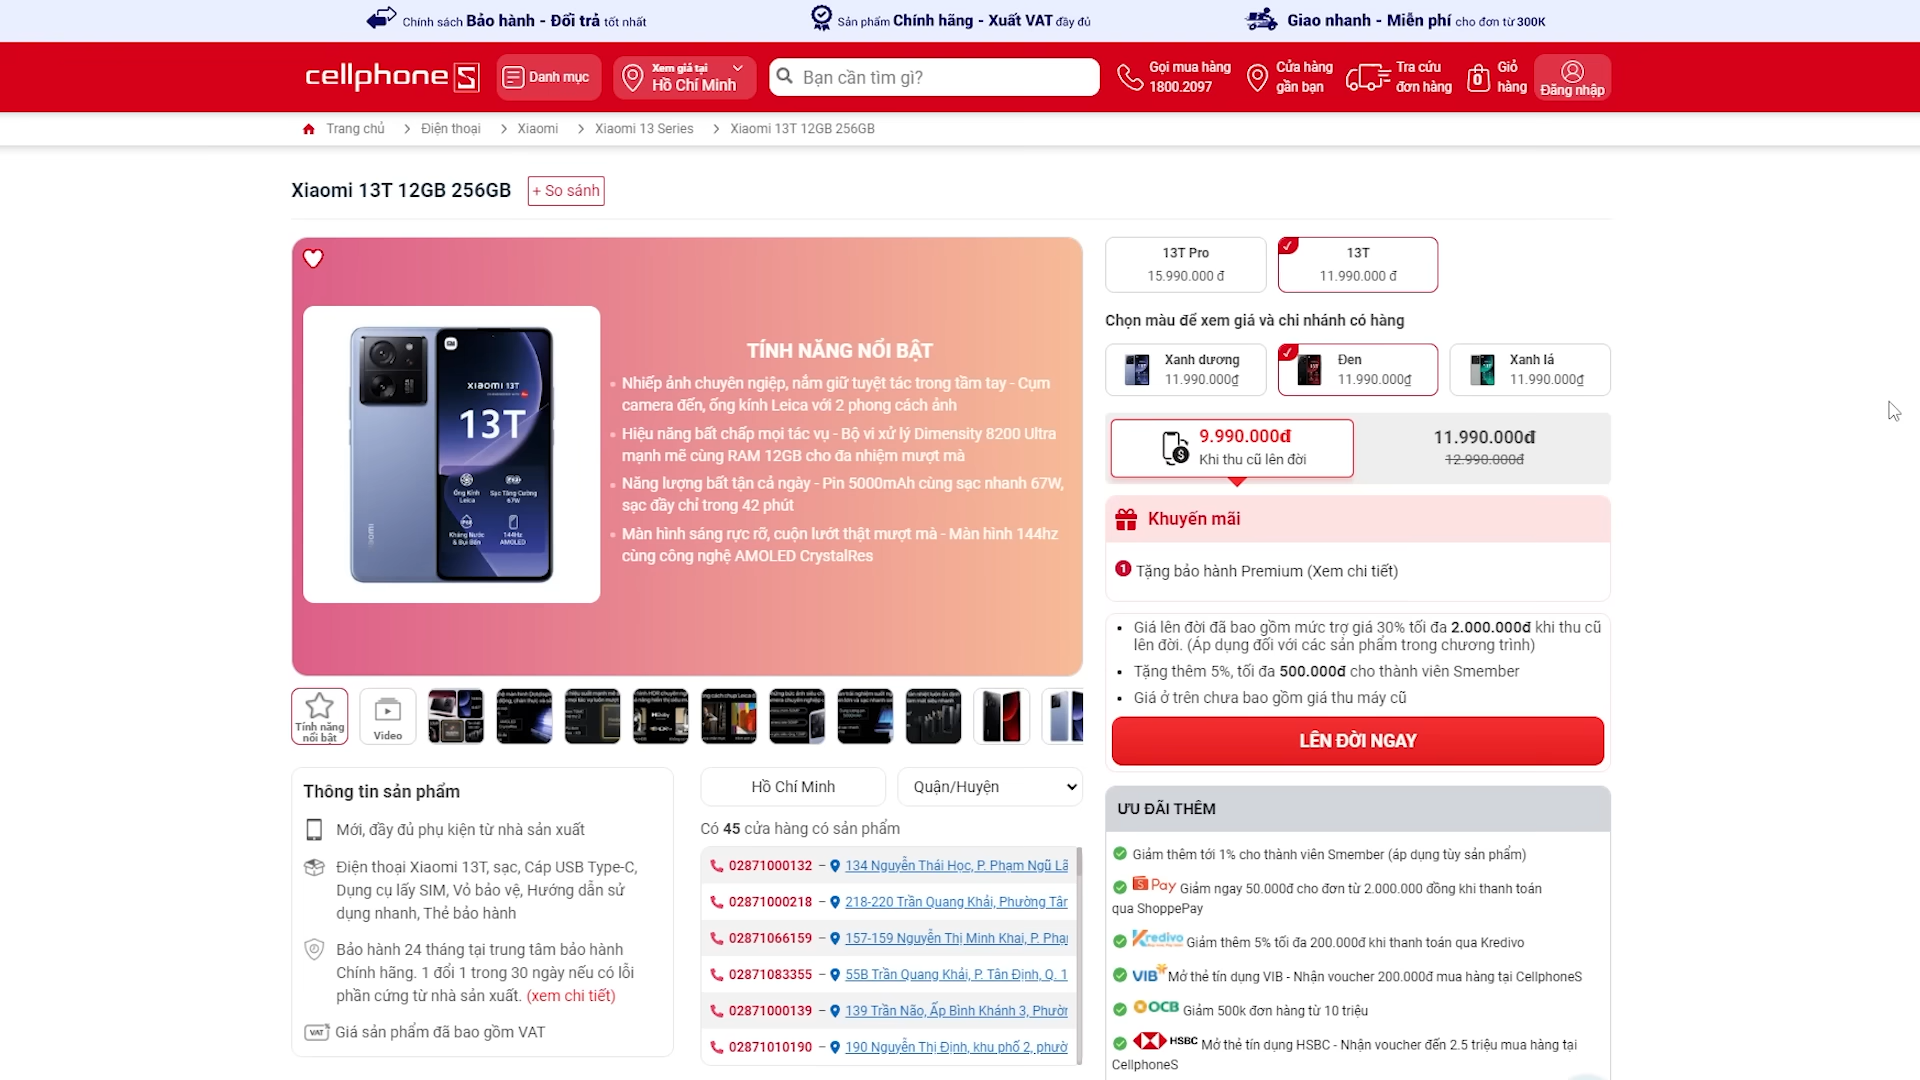 Chính sách Bảo hành - Đổi trả tốt nhất
Sản phẩm Chính hãng - Xuất VAT đầy đủ
Giao nhanh - Miễn phí cho đơn từ 300K
cellphoneS
Danh mục
Xem giá tại
Hồ Chí Minh
Bạn cần tìm gì?
Gọi mua hàng
1800.2097
Cửa hàng
gần bạn
Tra cứu
đơn hàng
0
Giỏ
hàng
Đăng nhập
Trang chủ
Điện thoại
Xiaomi
Xiaomi 13 Series
Xiaomi 13T 12GB 256GB
Xiaomi 13T 12GB 256GB
+ So sánh
XIAOMI 13T
13T
Ống Kính
Leica
Sạc Tăng Cường
67W
Kháng Nước
& Bụi Bẩn
144Hz
AMOLED
xiaomi
TÍNH NĂNG NỔI BẬT
Nhiếp ảnh chuyên ngiệp, nắm giữ tuyệt tác trong tầm tay - Cụm
camera đến, ống kính Leica với 2 phong cách ảnh
Hiệu năng bất chấp mọi tác vụ - Bộ vi xử lý Dimensity 8200 Ultra
mạnh mẽ cùng RAM 12GB cho đa nhiệm mượt mà
Năng lượng bất tận cả ngày - Pin 5000mAh cùng sạc nhanh 67W,
sạc đầy chỉ trong 42 phút
Màn hình sáng rực rỡ, cuộn lướt thật mượt mà - Màn hình 144hz
cùng công nghệ AMOLED CrystalRes
Tính năng
nổi bật
Video
Thông tin sản phẩm
Mới, đầy đủ phụ kiện từ nhà sản xuất
Điện thoại Xiaomi 13T, sạc, Cáp USB Type-C,
Dụng cụ lấy SIM, Vỏ bảo vệ, Hướng dẫn sử
dụng nhanh, Thẻ bảo hành
Bảo hành 24 tháng tại trung tâm bảo hành
Chính hãng. 1 đổi 1 trong 30 ngày nếu có lỗi
phần cứng từ nhà sản xuất. (xem chi tiết)
VAT Giá sản phẩm đã bao gồm VAT
Hồ Chí Minh
Quận/Huyện
Có 45 cửa hàng có sản phẩm
02871000132 – 134 Nguyễn Thái Học, P. Phạm Ngũ Lã
02871000218 – 218-220 Trần Quang Khải, Phường Tân
02871066159 – 157-159 Nguyễn Thị Minh Khai, P. Phạ
02871083355 – 55B Trần Quang Khải, P. Tân Định, Q. 1
02871000139 – 139 Trần Não, Ấp Bình Khánh 3, Phườn
02871010190 – 190 Nguyễn Thị Định, khu phố 2, phườ
13T Pro
15.990.000 đ
13T
11.990.000 đ
Chọn màu để xem giá và chi nhánh có hàng
Xanh dương
11.990.000₫
Đen
11.990.000₫
Xanh lá
11.990.000₫
9.990.000đ
Khi thu cũ lên đời
11.990.000đ
12.990.000đ
Khuyến mãi
1 Tặng bảo hành Premium (Xem chi tiết)
Giá lên đời đã bao gồm mức trợ giá 30% tối đa 2.000.000đ khi thu cũ
lên đời. (Áp dụng đối với các sản phẩm trong chương trình)
Tặng thêm 5%, tối đa 500.000đ cho thành viên Smember
Giá ở trên chưa bao gồm giá thu máy cũ
LÊN ĐỜI NGAY
ƯU ĐÃI THÊM
Giảm thêm tới 1% cho thành viên Smember (áp dụng tùy sản phẩm)
Pay Giảm ngay 50.000đ cho đơn từ 2.000.000 đồng khi thanh toán
qua ShoppePay
Kredivo Giảm thêm 5% tối đa 200.000đ khi thanh toán qua Kredivo
VIB Mở thẻ tín dụng VIB - Nhận voucher 200.000đ mua hàng tại CellphoneS
OCB Giảm 500k đơn hàng từ 10 triệu
HSBC Mở thẻ tín dụng HSBC - Nhận voucher đến 2.5 triệu mua hàng tại
CellphoneS